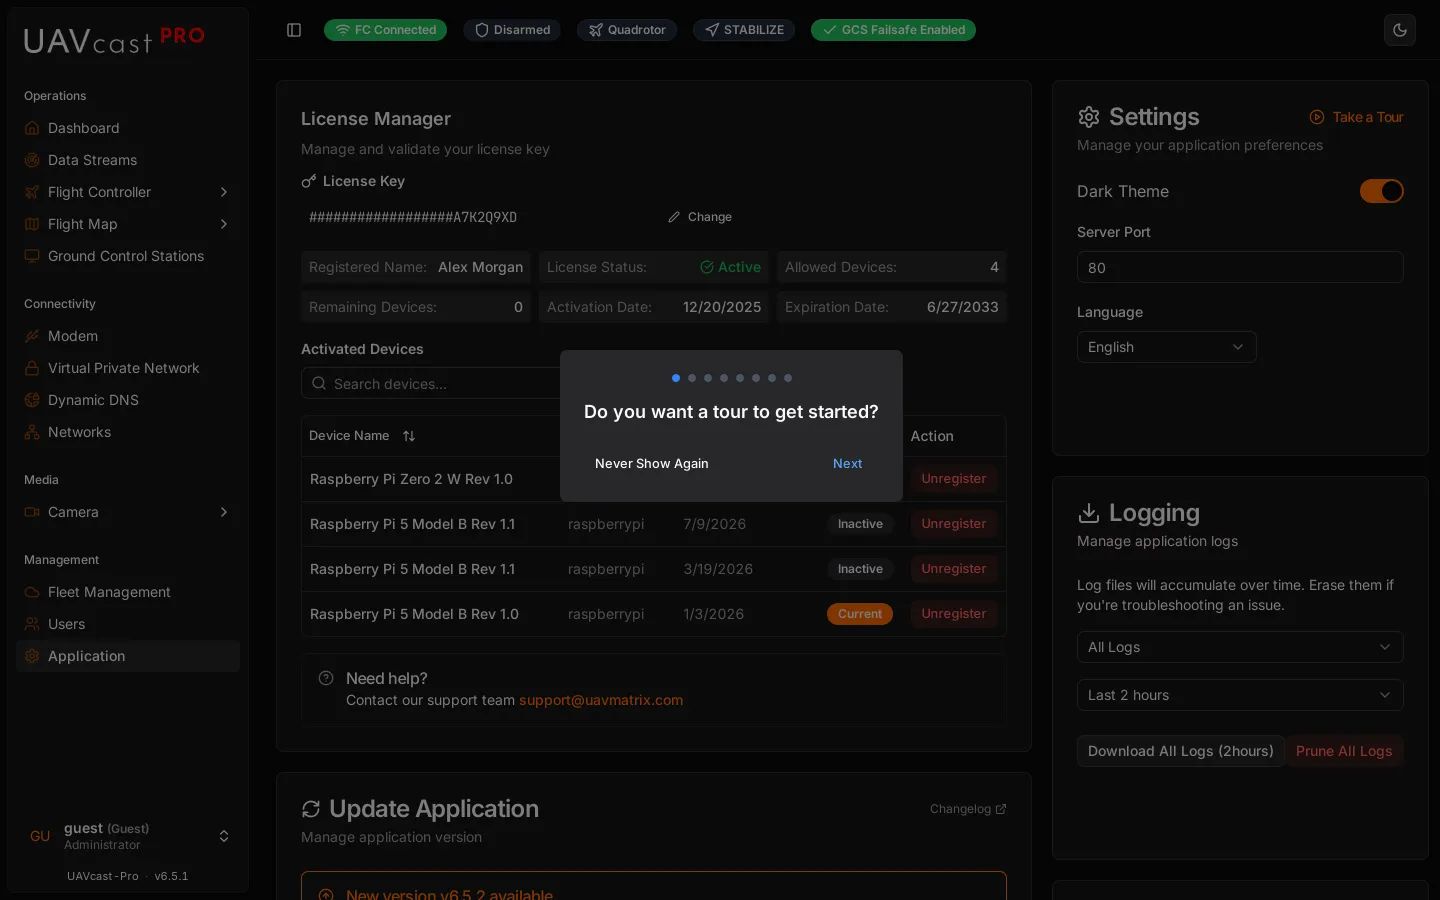 UAVcast PRO
Operations
Dashboard
Data Streams
Flight Controller
Flight Map
Ground Control Stations
Connectivity
Modem
Virtual Private Network
Dynamic DNS
Networks
Media
Camera
Management
Fleet Management
Users
Application
GU
guest (Guest)
Administrator
UAVcast-Pro · v6.5.1
FC Connected
Disarmed
Quadrotor
STABILIZE
GCS Failsafe Enabled
License Manager
Manage and validate your license key
License Key
##################A7K2Q9XD
Change
Registered Name: Alex Morgan
License Status: Active
Allowed Devices: 4
Remaining Devices: 0
Activation Date: 12/20/2025
Expiration Date: 6/27/2033
Activated Devices
Search devices...
Device Name
Action
Raspberry Pi Zero 2 W Rev 1.0
Unregister
Raspberry Pi 5 Model B Rev 1.1 raspberrypi 7/9/2026 Inactive Unregister
Raspberry Pi 5 Model B Rev 1.1 raspberrypi 3/19/2026 Inactive Unregister
Raspberry Pi 5 Model B Rev 1.0 raspberrypi 1/3/2026 Current Unregister
Need help?
Contact our support team support@uavmatrix.com
Do you want a tour to get started?
Never Show Again
Next
Update Application
Changelog
Manage application version
New version v6.5.2 available
Settings
Take a Tour
Manage your application preferences
Dark Theme
Server Port
80
Language
English
Logging
Manage application logs
Log files will accumulate over time. Erase them if
you're troubleshooting an issue.
All Logs
Last 2 hours
Download All Logs (2hours)
Prune All Logs